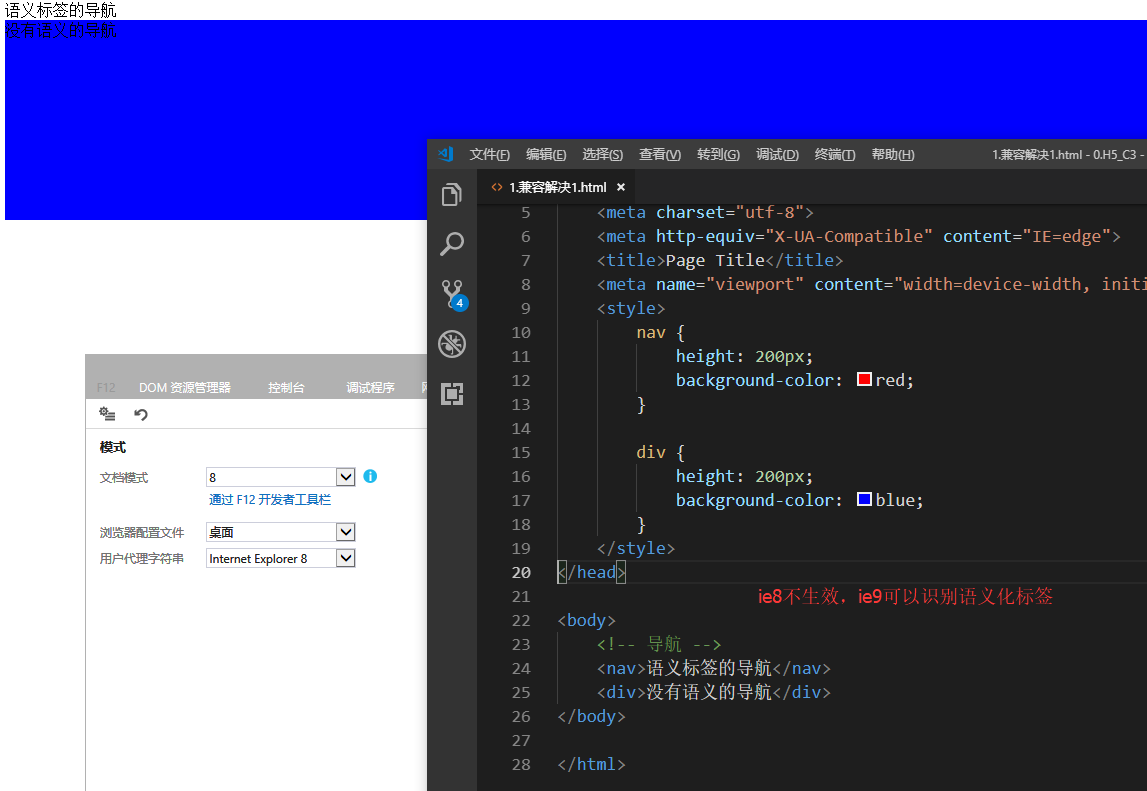 语义标签的导航
没有语义的导航
文件(F) 编辑(E) 选择(S) 查看(V) 转到(G) 调试(D) 终端(T) 帮助(H) 1.兼容解决1.html - 0.H5_C3 -
<> 1.兼容解决1.html ×
4
5 <meta charset="utf-8">
6 <meta http-equiv="X-UA-Compatible" content="IE=edge">
7 <title>Page Title</title>
8 <meta name="viewport" content="width=device-width, initi
9 <style>
10 nav {
11 height: 200px;
12 background-color: red;
13 }
14
15 div {
16 height: 200px;
17 background-color: blue;
18 }
19 </style>
20 </head>
21
ie8不生效，ie9可以识别语义化标签
22 <body>
23 <!-- 导航 -->
24 <nav>语义标签的导航</nav>
25 <div>没有语义的导航</div>
26 </body>
27
28 </html>
F12 DOM 资源管理器 控制台 调试程序
模式
文档模式 8
通过 F12 开发者工具栏
浏览器配置文件 桌面
用户代理字符串 Internet Explorer 8